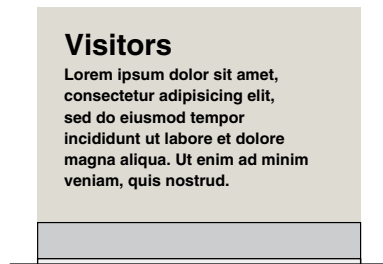 Visitors
Lorem ipsum dolor sit amet,
consectetur adipisicing elit,
sed do eiusmod tempor
incididunt ut labore et dolore
magna aliqua. Ut enim ad minim
veniam, quis nostrud.